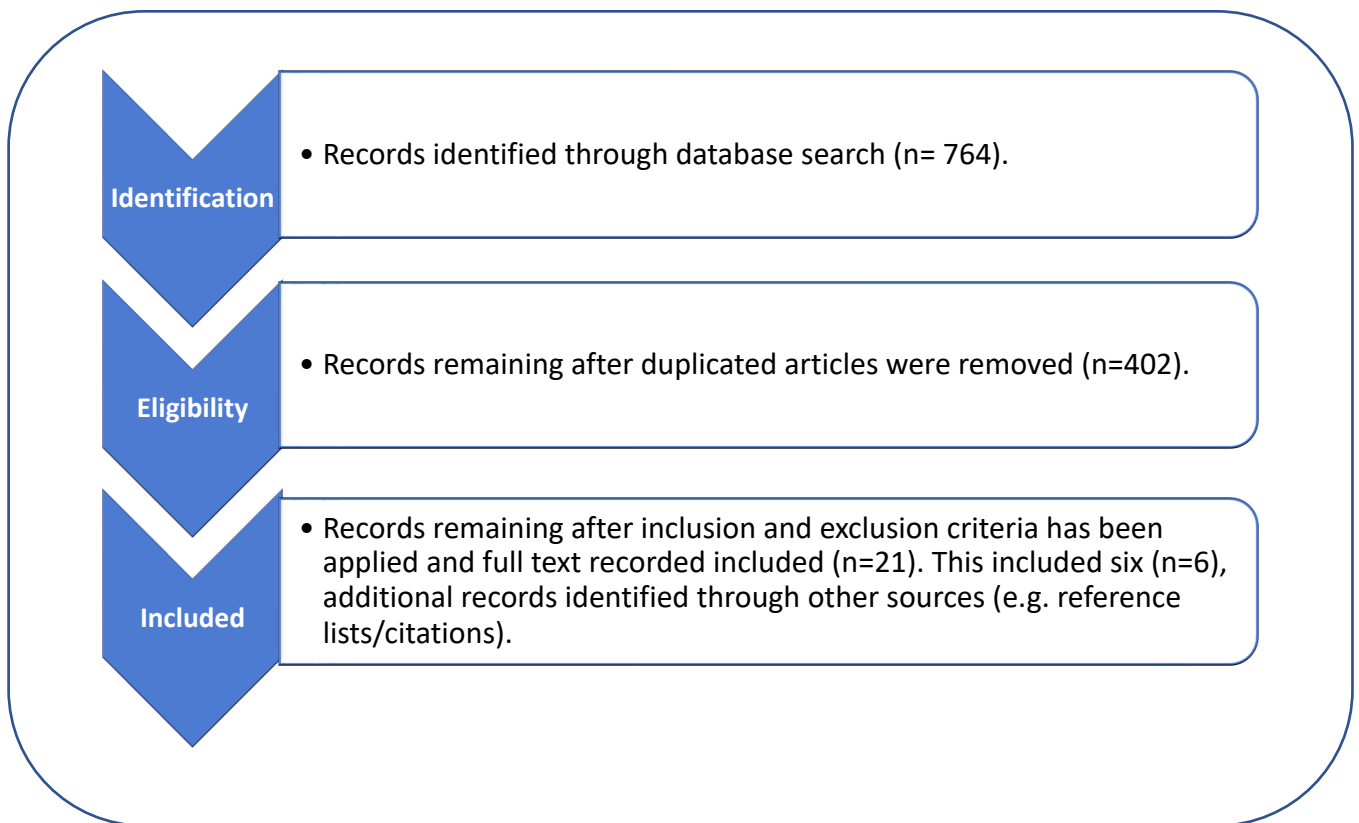 Identification
• Records identified through database search (n= 764).
Eligibility
• Records remaining after duplicated articles were removed (n=402).
Included
• Records remaining after inclusion and exclusion criteria has been
applied and full text recorded included (n=21). This included six (n=6),
additional records identified through other sources (e.g. reference
lists/citations).